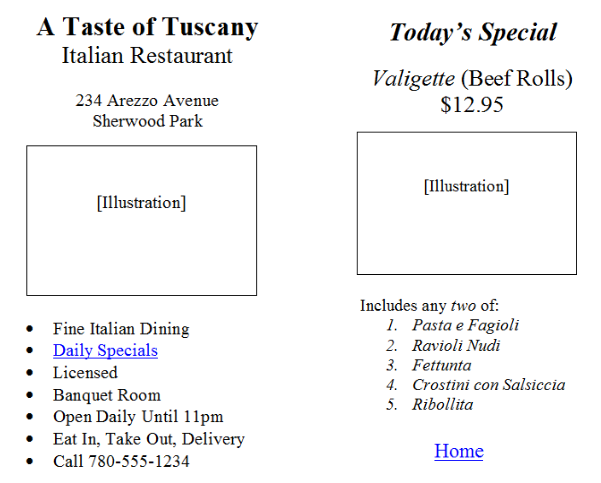 A Taste of Tuscany
Italian Restaurant
234 Arezzo Avenue
Sherwood Park
[Illustration]
• Fine Italian Dining
• Daily Specials
• Licensed
• Banquet Room
• Open Daily Until 11pm
• Eat In, Take Out, Delivery
• Call 780-555-1234
Today's Special
Valigette (Beef Rolls)
$12.95
[Illustration]
Includes any two of:
1. Pasta e Fagioli
2. Ravioli Nudi
3. Fettunta
4. Crostini con Salsiccia
5. Ribollita
Home